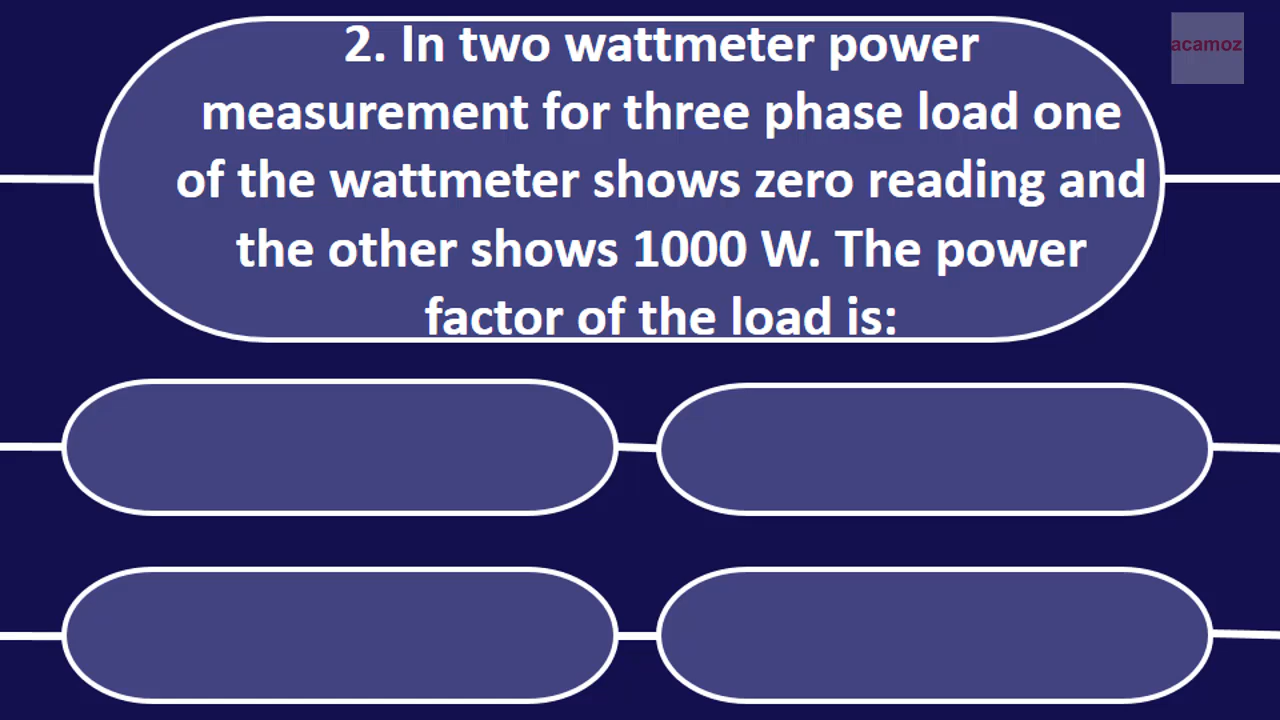 2. In two wattmeter power
measurement for three phase load one
of the wattmeter shows zero reading and
the other shows 1000 W. The power
factor of the load is:
acamoz